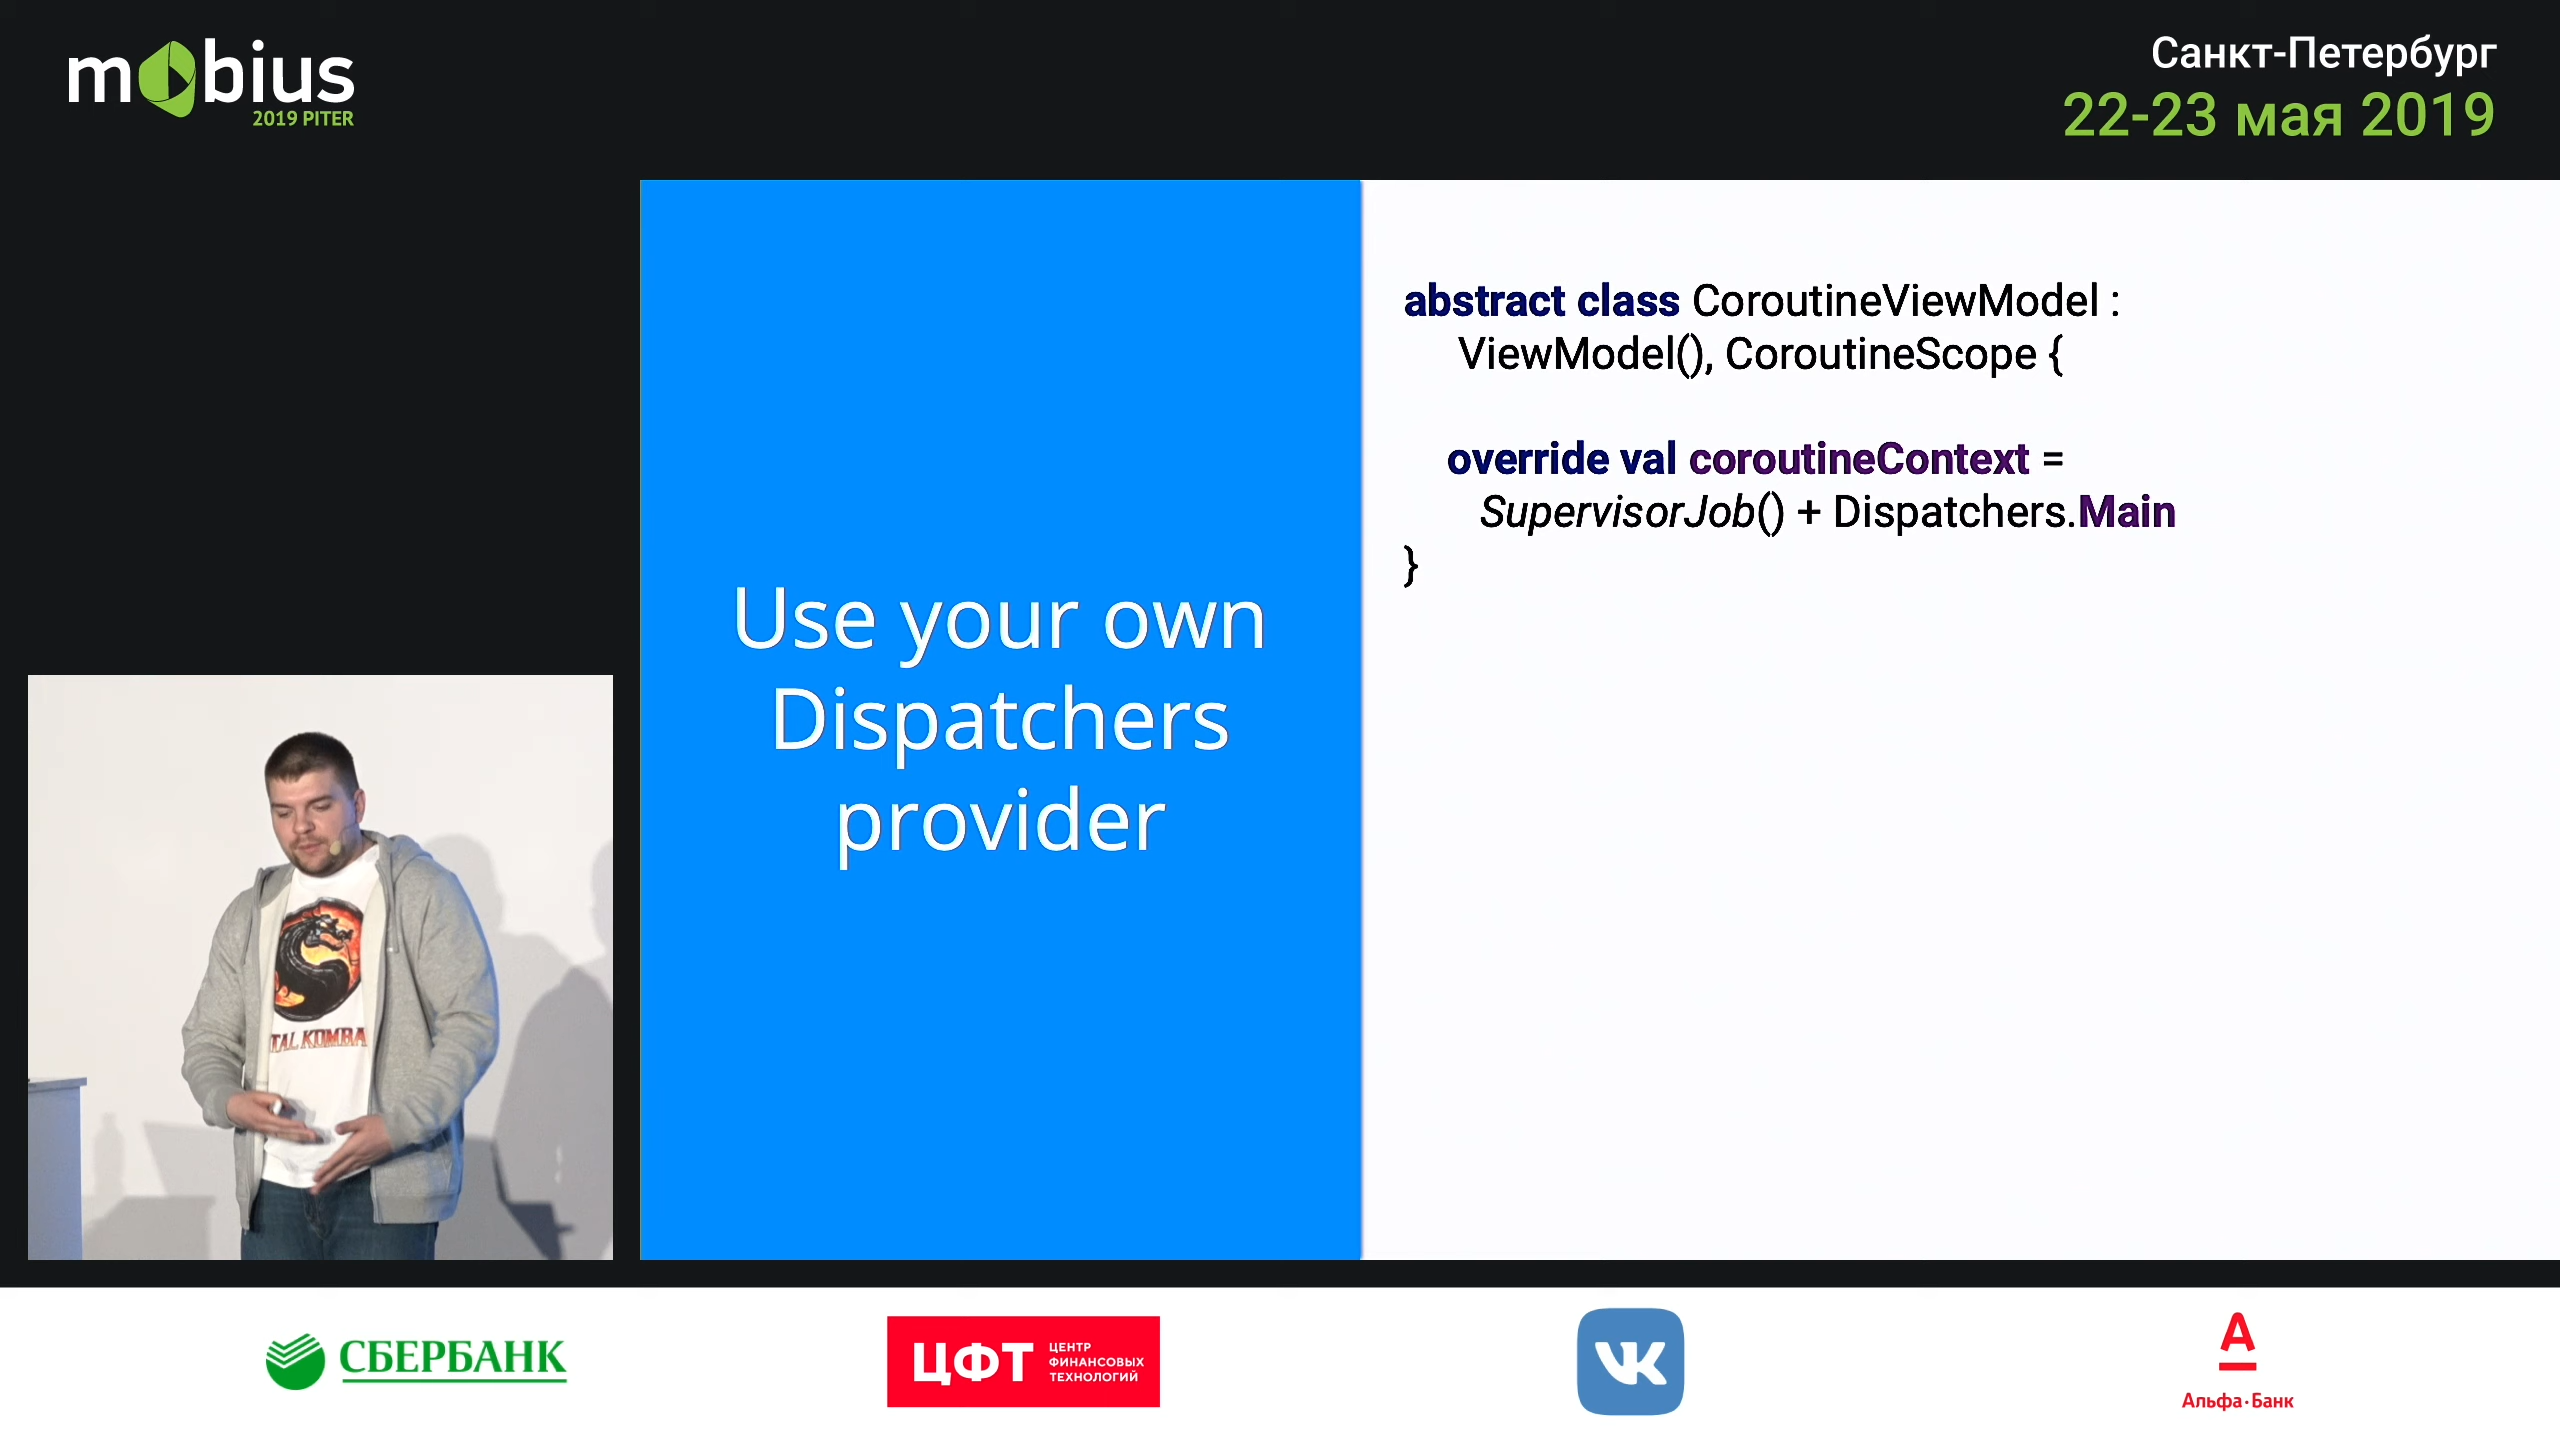 mobius
2019 PITER
Санкт-Петербург
22-23 мая 2019
Use your own
Dispatchers
provider
abstract class CoroutineViewModel :
ViewModel(), CoroutineScope {
override val coroutineContext =
SupervisorJob() + Dispatchers.Main
}
TAL KOMBA
СБЕРБАНК
ЦФТ
ЦЕНТР
ФИНАНСОВЫХ
ТЕХНОЛОГИЙ
VK
А
Альфа·Банк